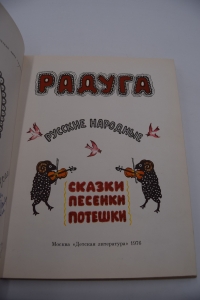 РАДУГА
РУССКИЕ НАРОДНЫЕ
СКАЗКИ
ПЕСЕНКИ
ПОТЕШКИ
Москва «Детская литература»